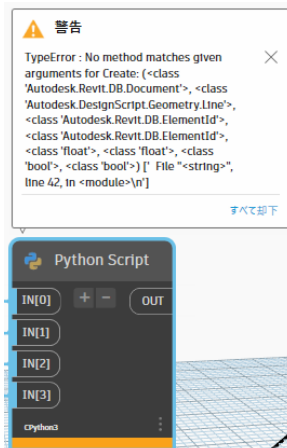 警告
TypeError : No method matches given
arguments for Create: (<class
'Autodesk.Revit.DB.Document'>, <class
'Autodesk.DesignScript.Geometry.Line'>,
<class 'Autodesk.Revit.DB.ElementId'>,
<class 'Autodesk.Revit.DB.ElementId'>,
<class 'float'>, <class 'float'>, <class
'bool'>, <class 'bool'>) [' File "<string>",
line 42, in <module>\n']
すべて却下
Python Script
IN[0] + − OUT
IN[1]
IN[2]
IN[3]
CPython3